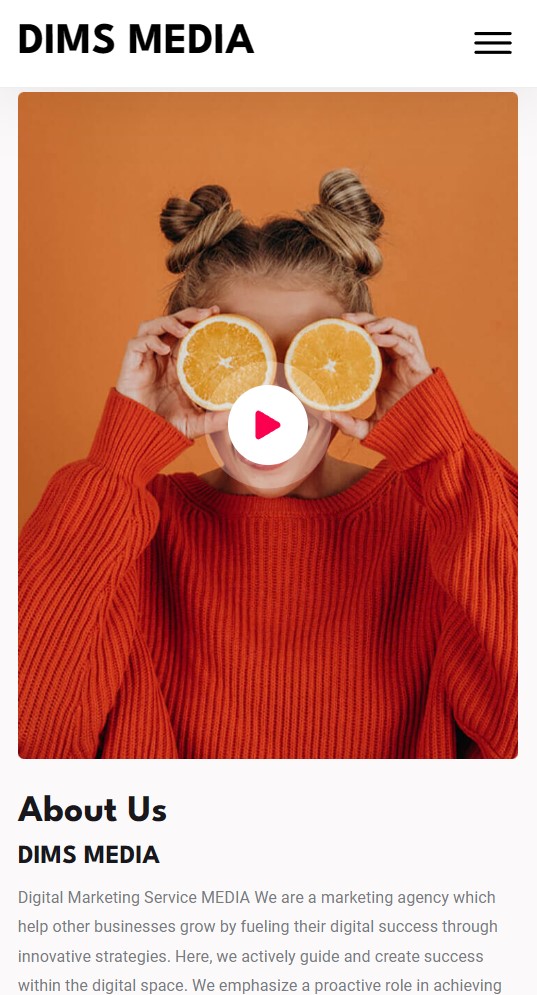 DIMS MEDIA
About Us
DIMS MEDIA
Digital Marketing Service MEDIA We are a marketing agency which
help other businesses grow by fueling their digital success through
innovative strategies. Here, we actively guide and create success
within the digital space. We emphasize a proactive role in achieving